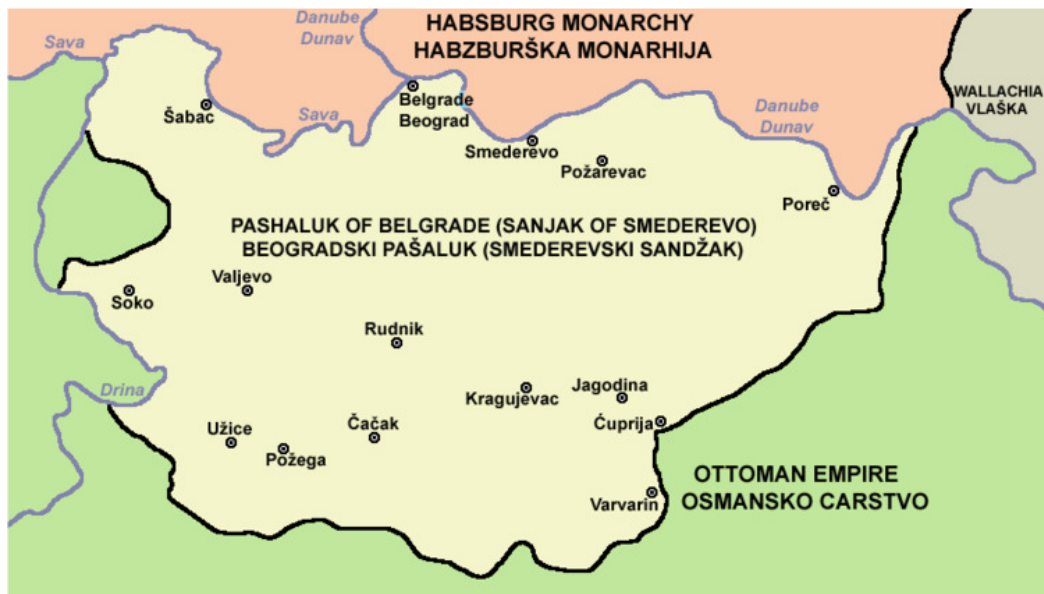 Sava
Danube
Dunav
HABSBURG MONARCHY
HABZBURŠKA MONARHIJA
WALLACHIA
VLAŠKA
Šabac
Belgrade
Beograd
Sava
Danube
Dunav
Smederevo
Požarevac
Poreč
PASHALUK OF BELGRADE (SANJAK OF SMEDEREVO)
BEOGRADSKI PAŠALUK (SMEDEREVSKI SANDŽAK)
Valjevo
Soko
Rudnik
Drina
Kragujevac
Jagodina
Užice
Požega
Čačak
Ćuprija
OTTOMAN EMPIRE
OSMANSKO CARSTVO
Varvarin